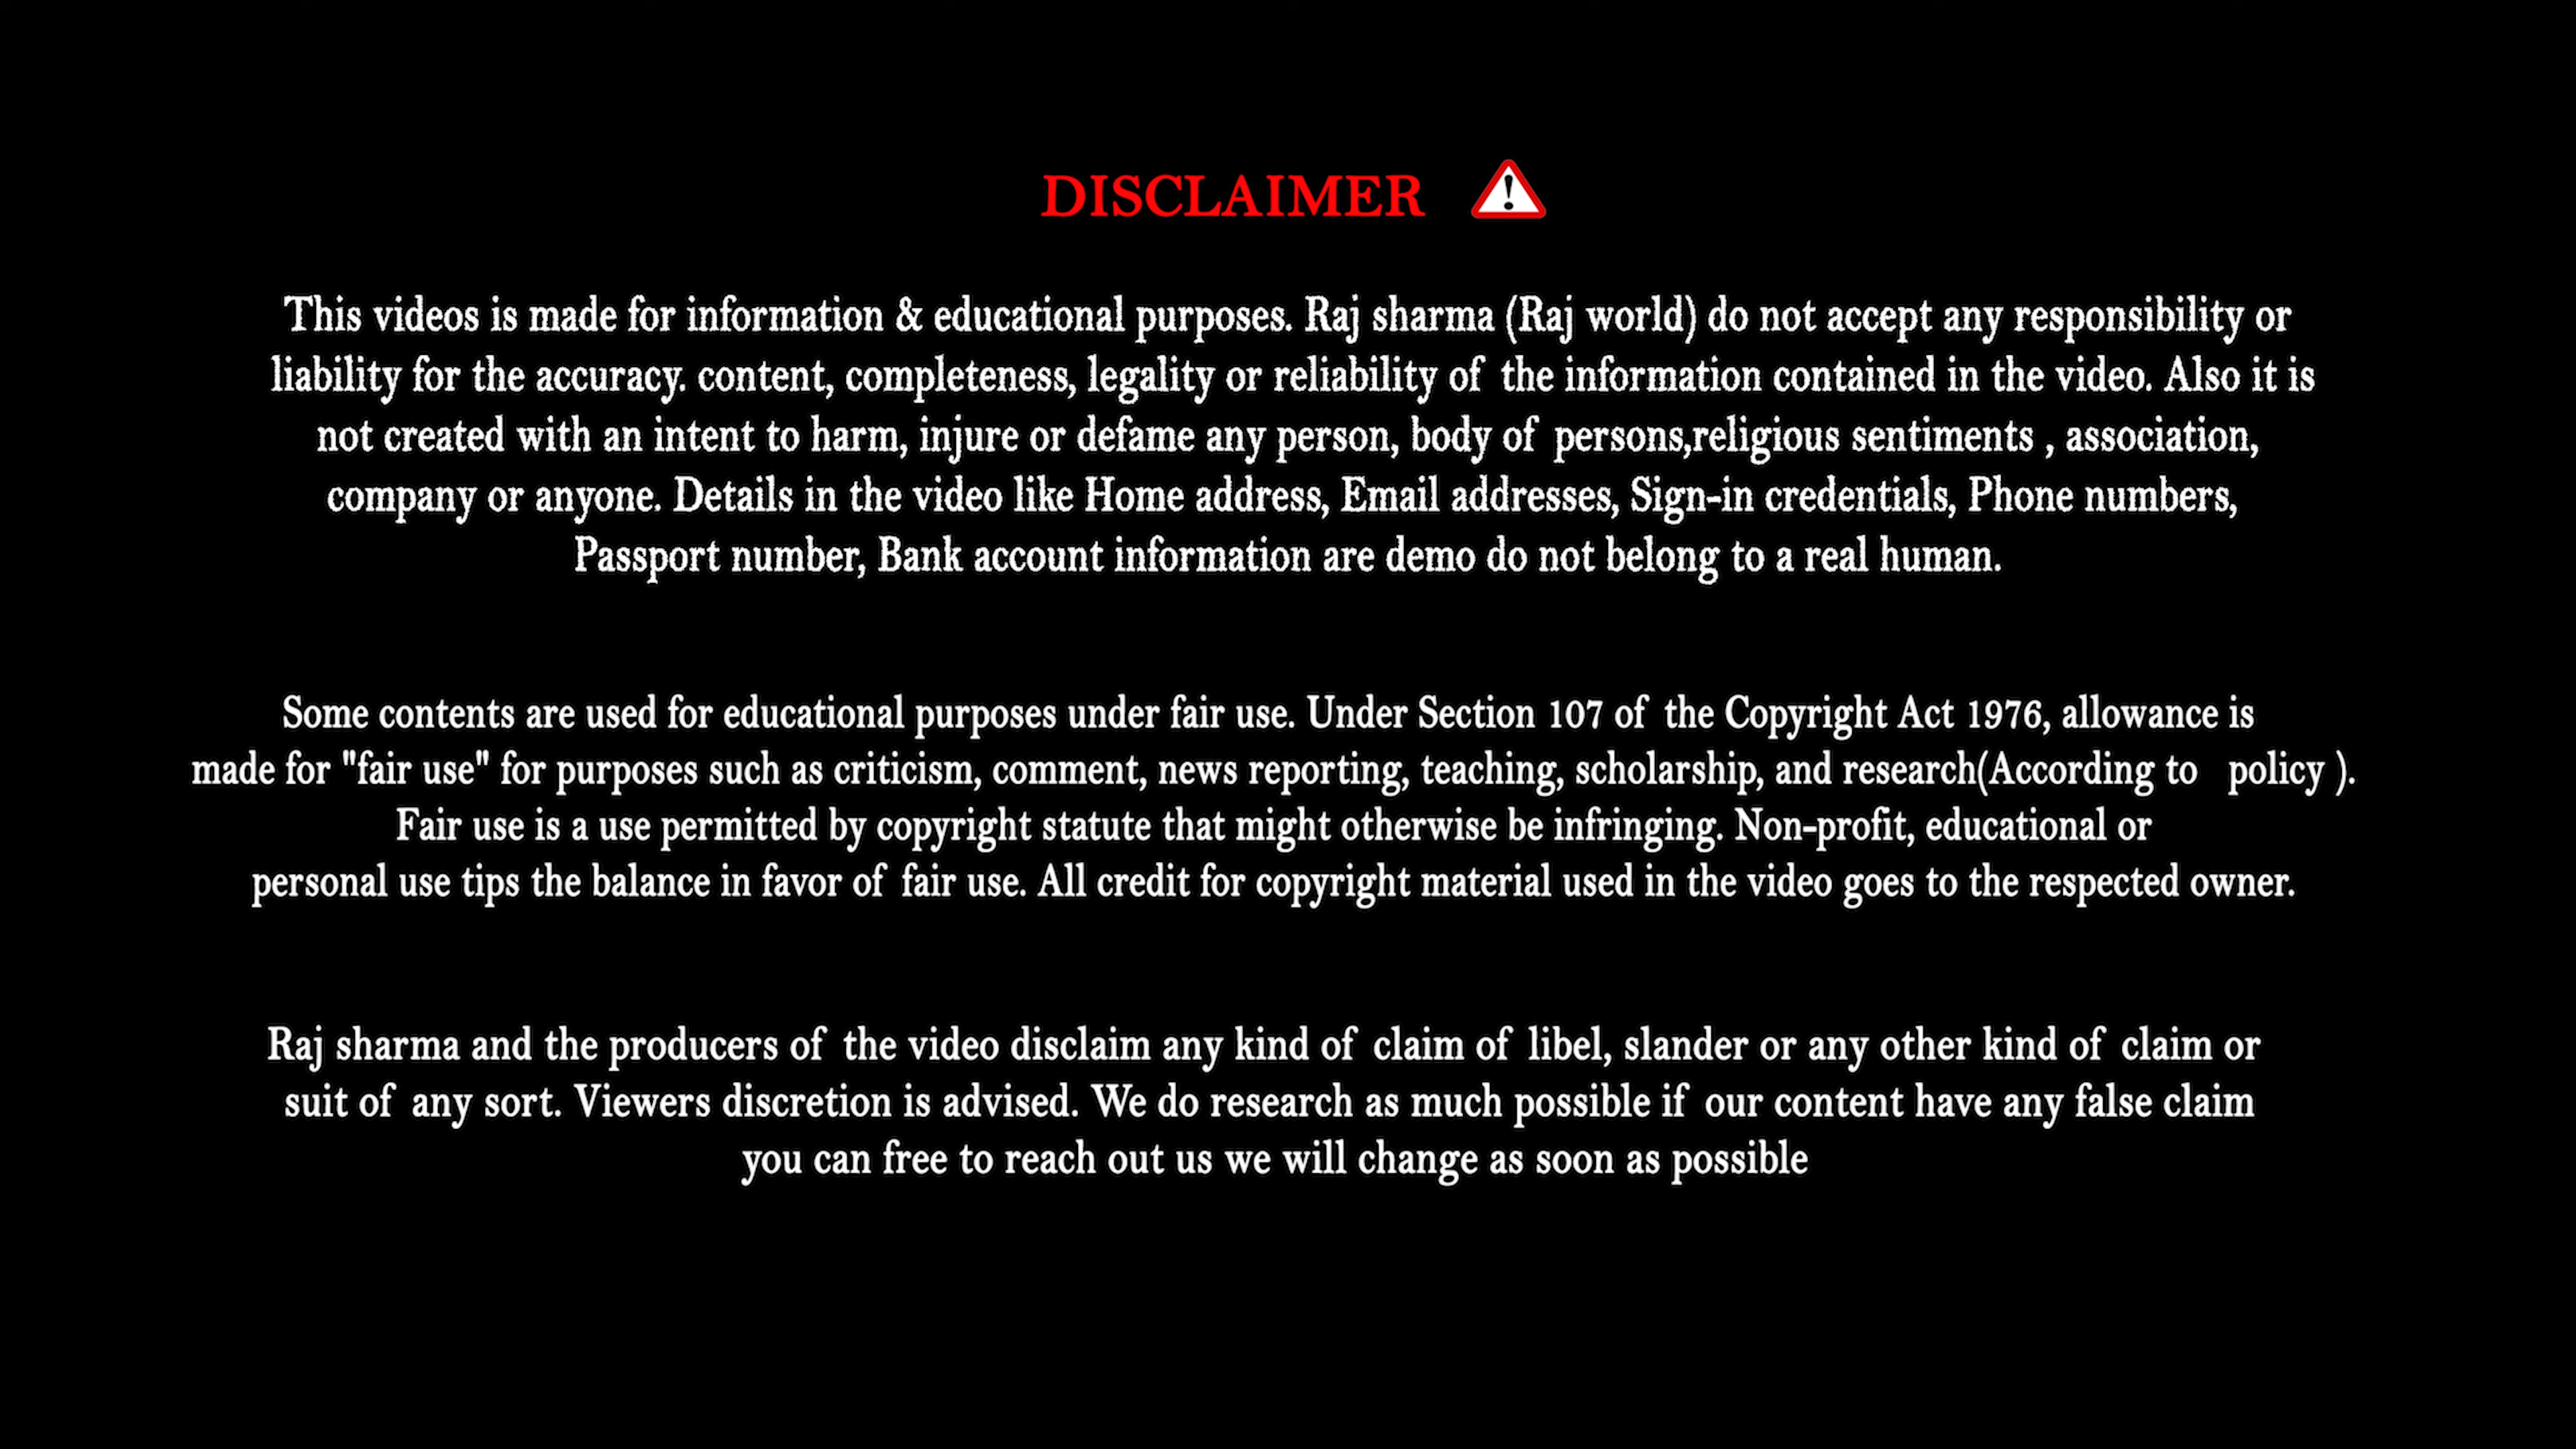 DISCLAIMER
This videos is made for information & educational purposes. Raj sharma (Raj world) do not accept any responsibility or
liability for the accuracy. content, completeness, legality or reliability of the information contained in the video. Also it is
not created with an intent to harm, injure or defame any person, body of persons,religious sentiments , association,
company or anyone. Details in the video like Home address, Email addresses, Sign-in credentials, Phone numbers,
Passport number, Bank account information are demo do not belong to a real human.
Some contents are used for educational purposes under fair use. Under Section 107 of the Copyright Act 1976, allowance is
made for "fair use" for purposes such as criticism, comment, news reporting, teaching, scholarship, and research(According to policy ).
Fair use is a use permitted by copyright statute that might otherwise be infringing. Non-profit, educational or
personal use tips the balance in favor of fair use. All credit for copyright material used in the video goes to the respected owner.
Raj sharma and the producers of the video disclaim any kind of claim of libel, slander or any other kind of claim or
suit of any sort. Viewers discretion is advised. We do research as much possible if our content have any false claim
you can free to reach out us we will change as soon as possible